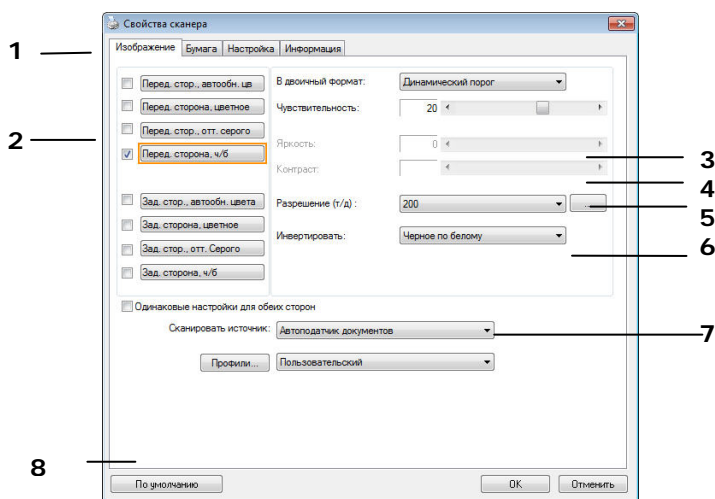 Свойства сканера
1
Изображение Бумага Настройка Информация
Перед. стор., автообн. цв
В двоичный формат: Динамический порог
Перед. сторона, цветное
Чувствительность: 20
Перед. стор., отт. серого
2
Яркость: 0
Перед. сторона, ч/б
3
Контраст:
4
Зад. стор., автообн. цвета
Разрешение (т/д) : 200 ...
5
Зад. сторона, цветное
Инвертировать: Черное по белому
6
Зад. стор., отт. Серого
Зад. сторона, ч/б
Одинаковые настройки для обеих сторон
Сканировать источник: Автоподатчик документов
7
Профили... Пользовательский
8
По умолчанию OK Отменить